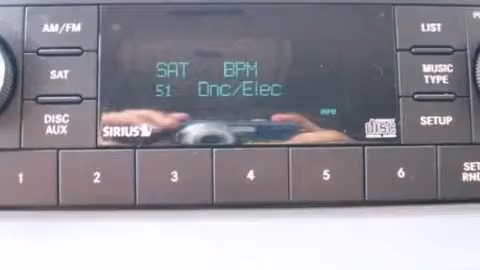 AM/FM
LIST
SAT BPM
SAT
51 Dnc/Elec
MUSIC
TYPE
INFO
DISC
AUX
SIRIUS
disc
SETUP
1
2
3
4
5
6
SET
RND